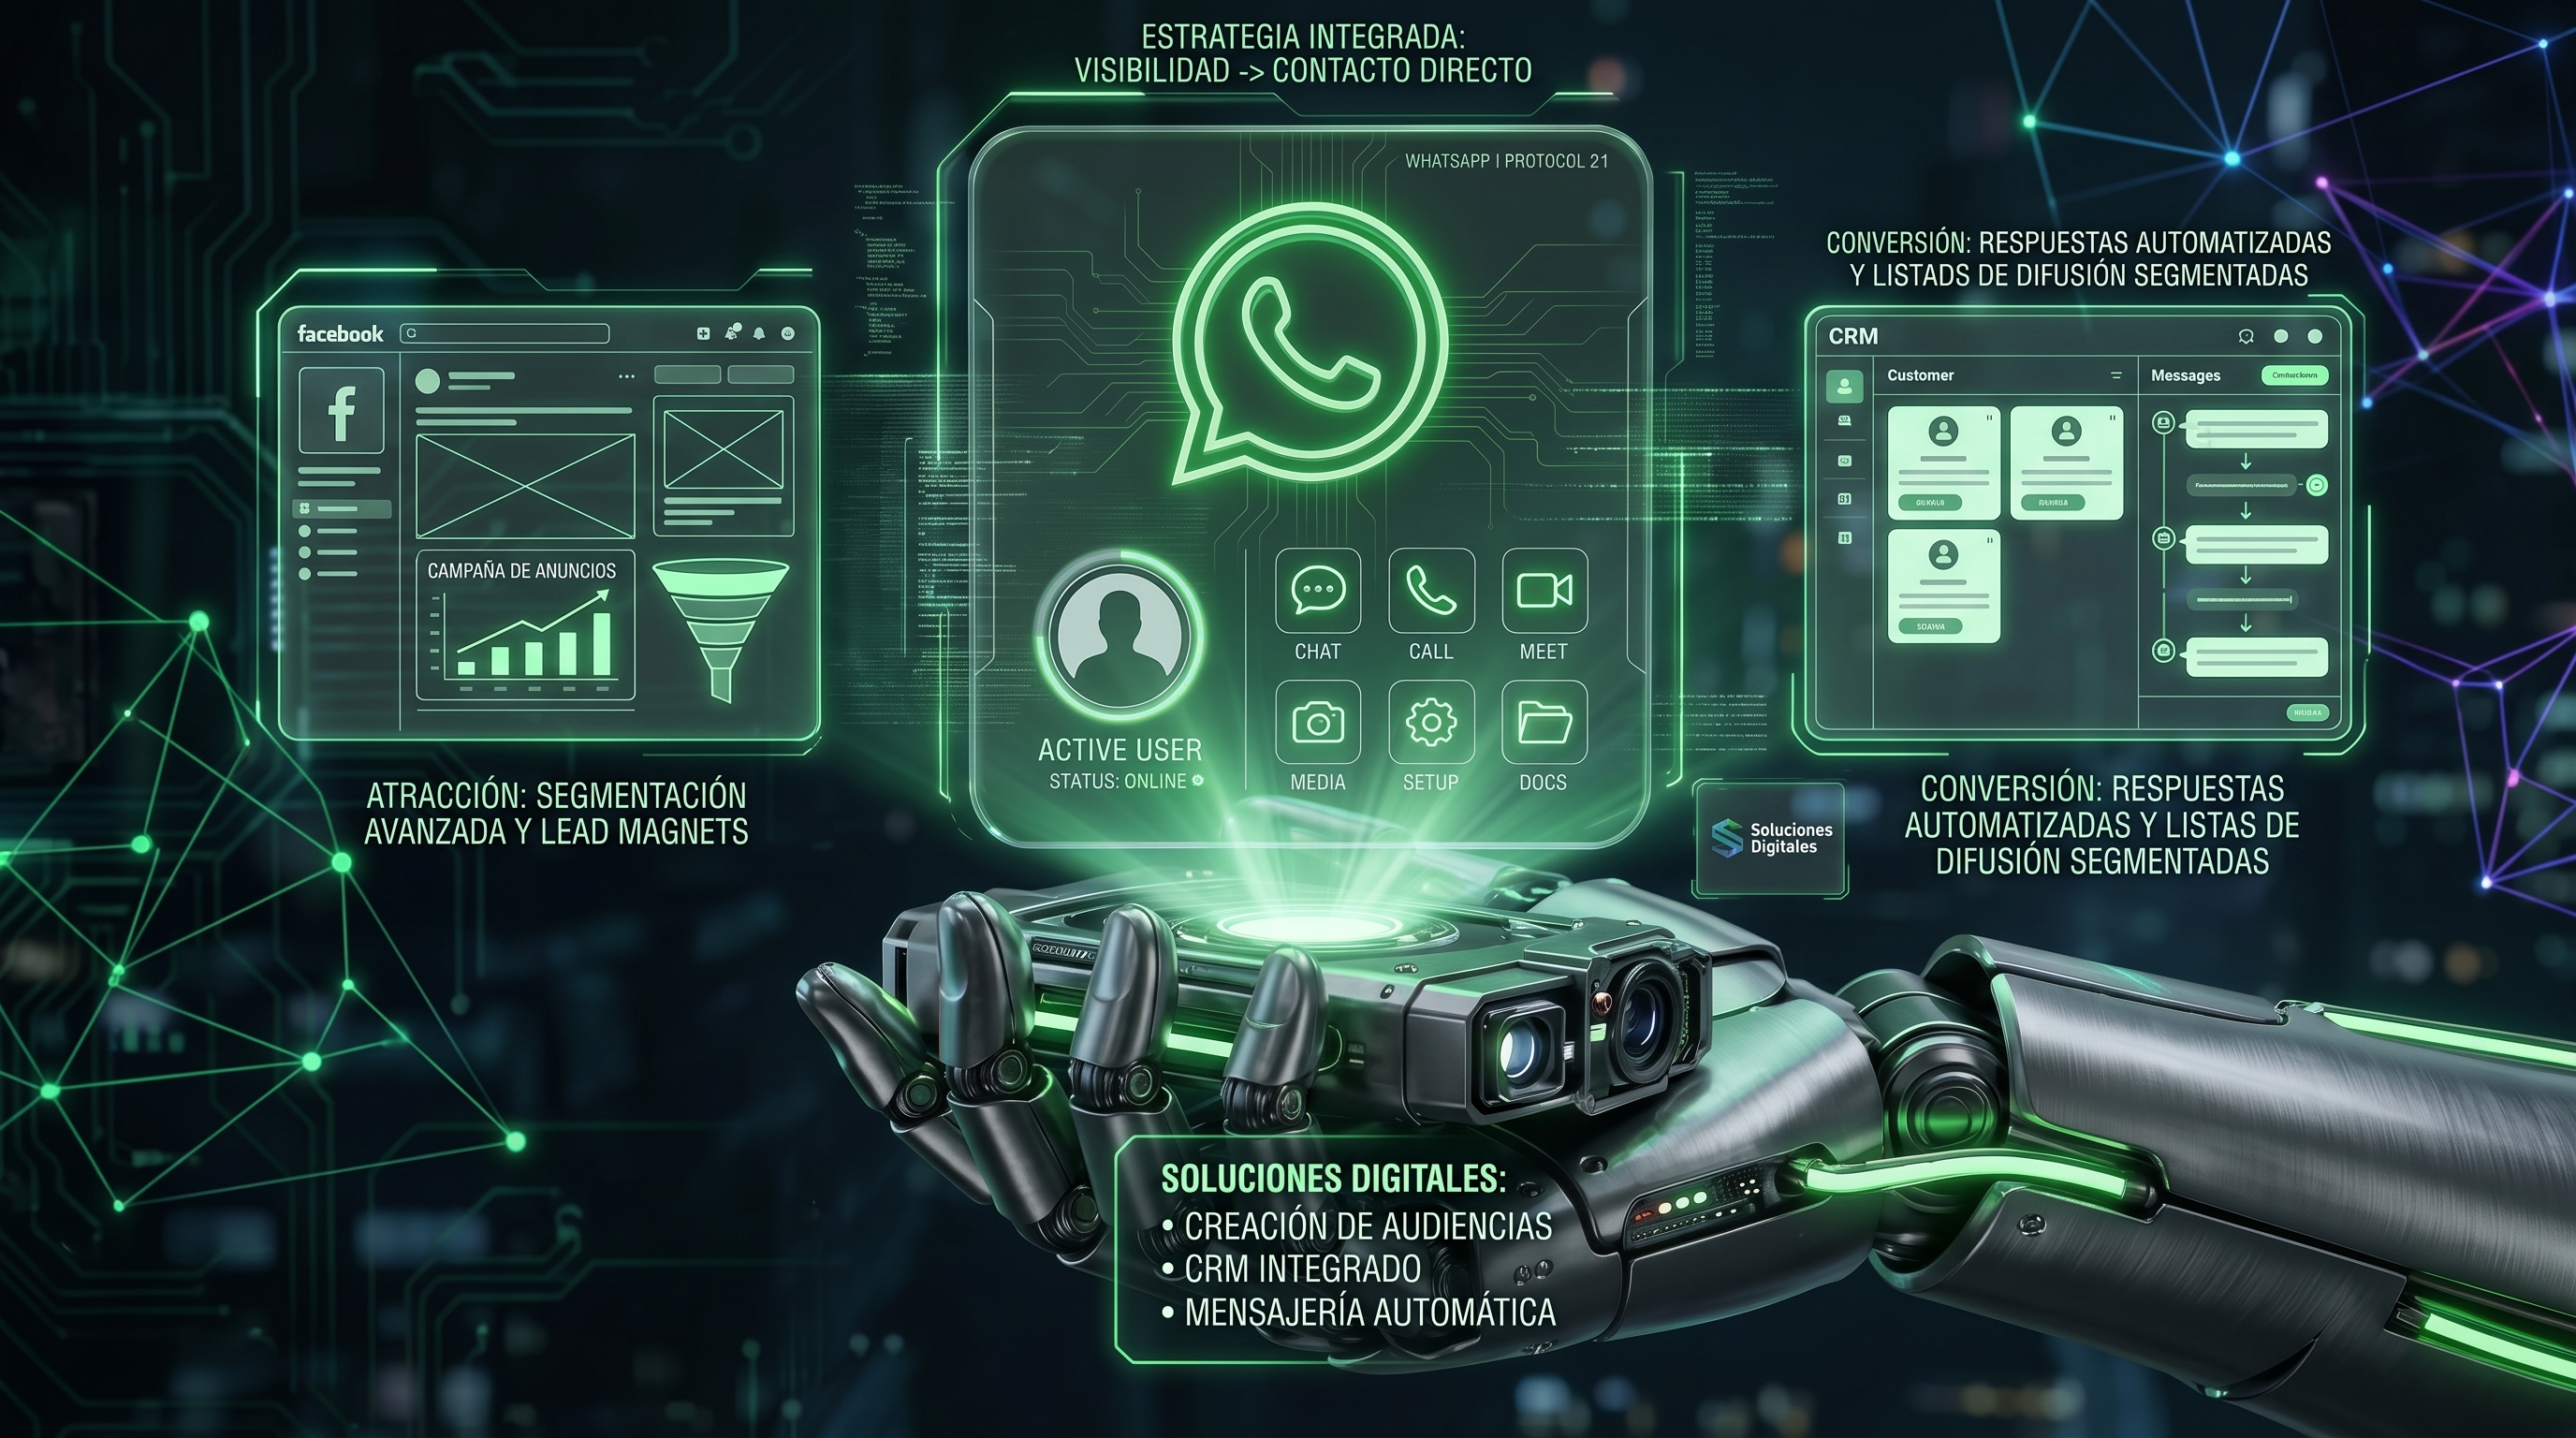 ESTRATEGIA INTEGRADA:
VISIBILIDAD -> CONTACTO DIRECTO
WHATSAPP | PROTOCOL 21
facebook
CAMPAÑA DE ANUNCIOS
ATRACCIÓN: SEGMENTACIÓN
AVANZADA Y LEAD MAGNETS
ACTIVE USER
STATUS: ONLINE
CHAT
CALL
MEET
MEDIA
SETUP
DOCS
CONVERSIÓN: RESPUESTAS AUTOMATIZADAS
Y LISTADS DE DIFUSIÓN SEGMENTADAS
CRM
Customer
Messages
Soluciones
Digitales
CONVERSIÓN: RESPUESTAS
AUTOMATIZADAS Y LISTAS DE
DIFUSIÓN SEGMENTADAS
SOLUCIONES DIGITALES:
• CREACIÓN DE AUDIENCIAS
• CRM INTEGRADO
• MENSAJERÍA AUTOMÁTICA